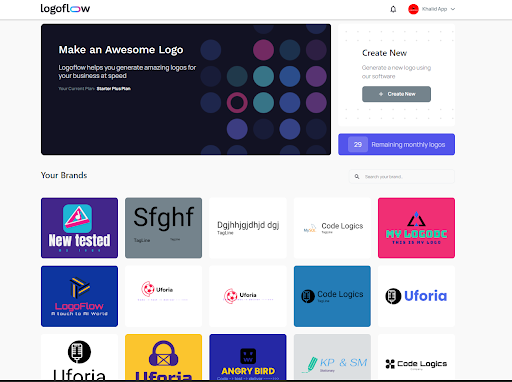 logoflow
Khalid App
Make an Awesome Logo
Logoflow helps you generate amazing logos for
your business at speed
Your Current Plan: Starter Plus Plan
Create New
Generate a new logo using
our software
+ Create New
29 Remaining monthly logos
Your Brands
Search your brand..
New tested
Sfghf
TagLine
Dgjhhjgjdhjd dgj
TagLine
Code Logics
Tagline
MY LOGODC
THIS IS MY LOGO
LogoFlow
A touch to AI World
Uforia
Uforia
Code Logics
Tagline
Uforia
Uforia
Uforia
ANGRY BIRD
KP & SM
Code Logics